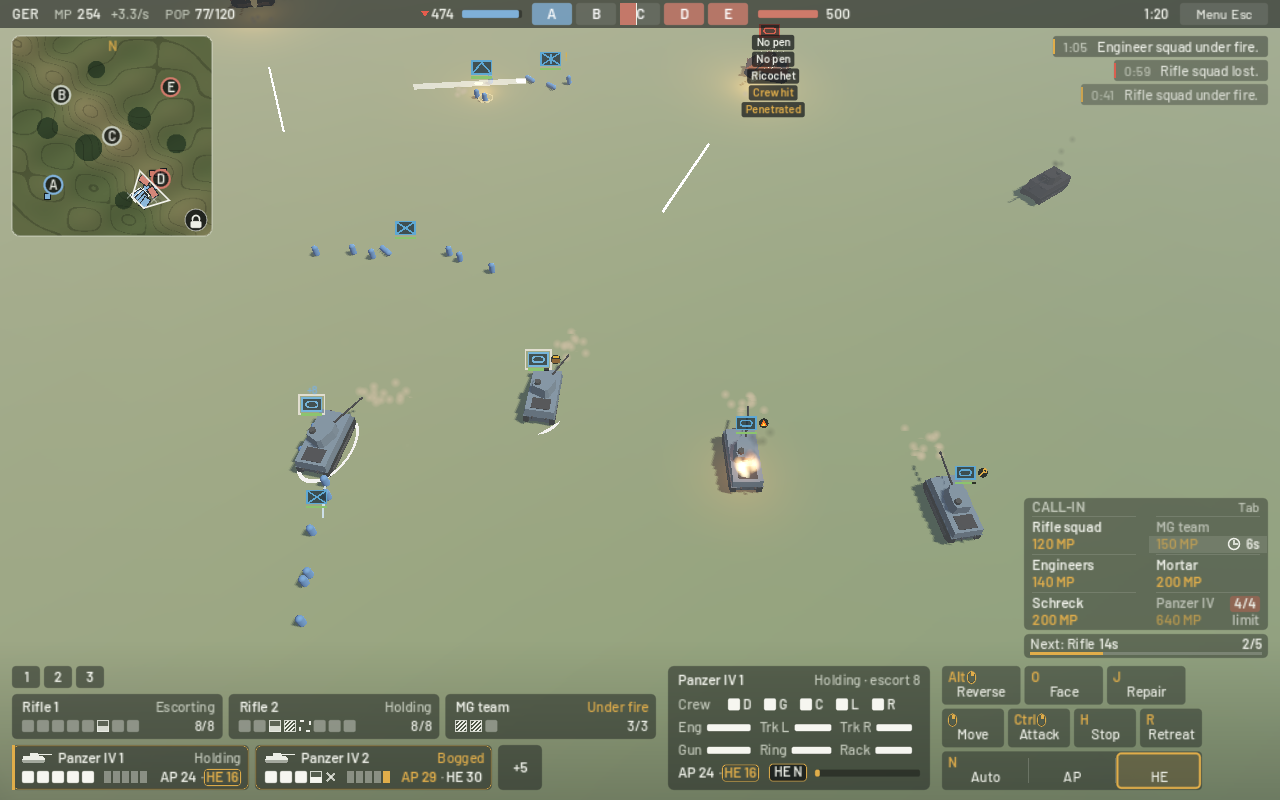 GER MP 254 +3.3/s POP 77/120
474 A B C D E 500
1:20 Menu Esc
N
B
E
C
A
D
No pen
No pen
Ricochet
Crew hit
Penetrated
1:05 Engineer squad under fire.
0:59 Rifle squad lost.
0:41 Rifle squad under fire.
CALL-IN Tab
Rifle squad MG team
120 MP 150 MP 6s
Engineers Mortar
140 MP 200 MP
Schreck Panzer IV 4/4
200 MP 640 MP limit
Next: Rifle 14s 2/5
1 2 3
Rifle 1 Escorting
8/8
Rifle 2 Holding
8/8
MG team Under fire
3/3
Panzer IV 1 Holding
AP 24 · HE 16
Panzer IV 2 Bogged
AP 29 · HE 30
+5
Panzer IV 1 Holding · escort 8
Crew D G C L R
Eng Trk L Trk R
Gun Ring Rack
AP 24 · HE 16 HE N
Alt Reverse
O Face
J Repair
Move
Ctrl Attack
H Stop
R Retreat
N Auto AP HE